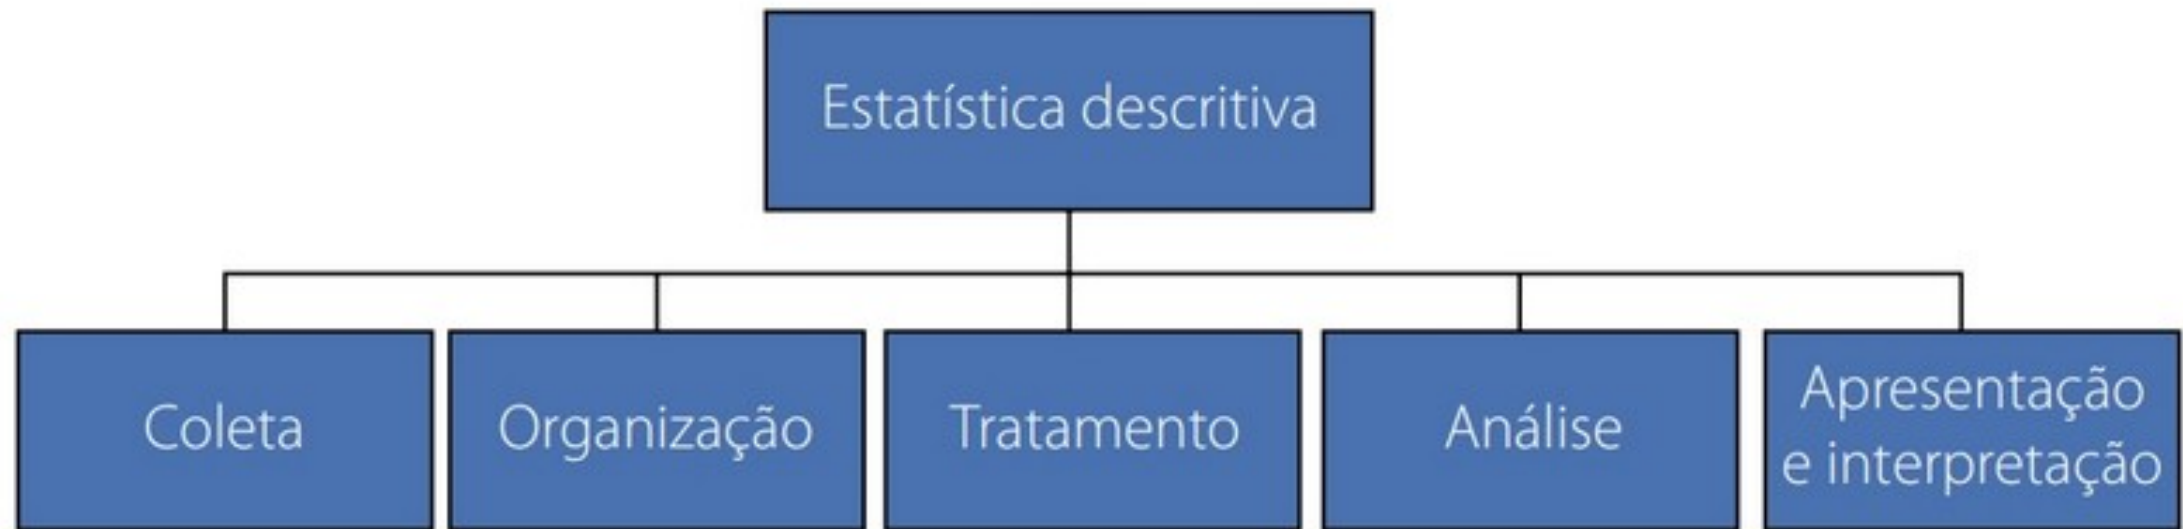 Estatística descritiva
Coleta
Organização
Tratamento
Análise
Apresentação
e interpretação